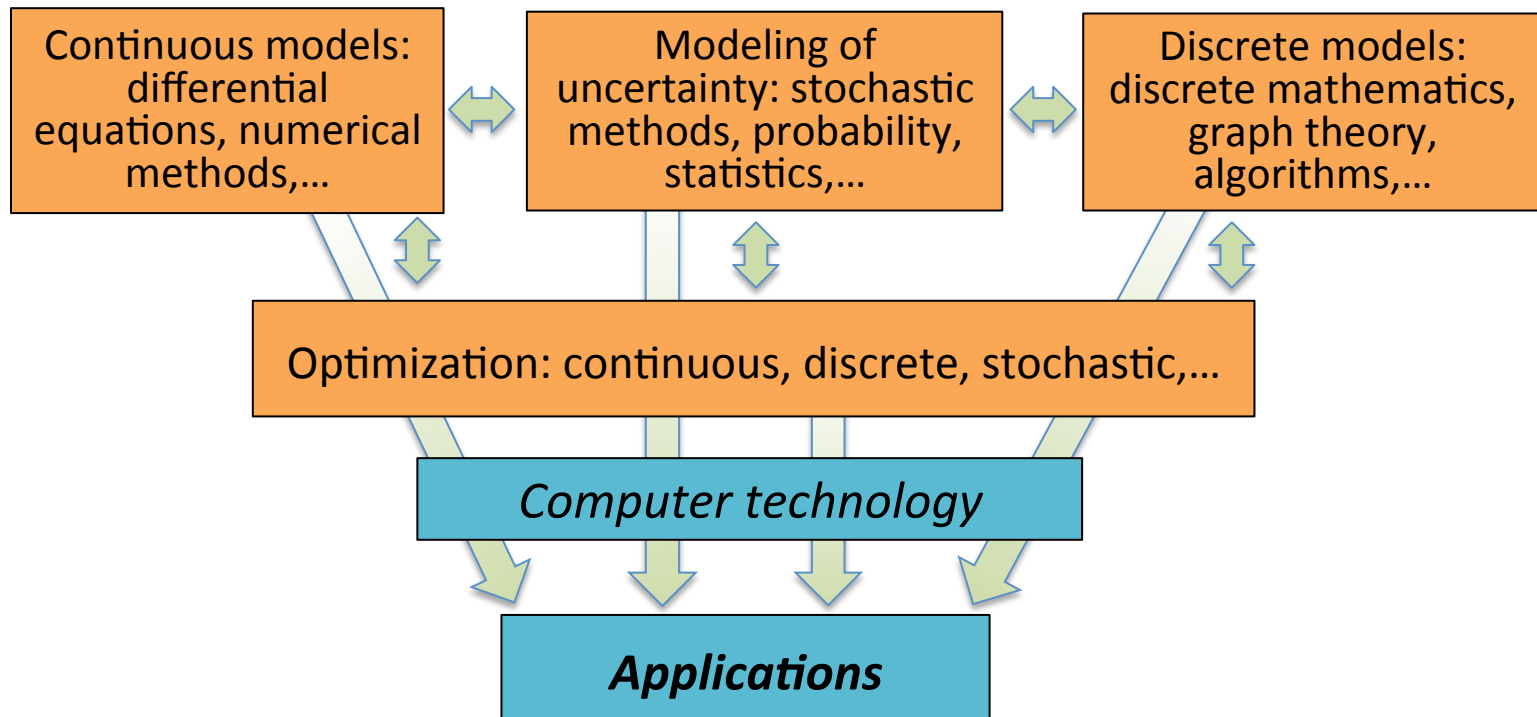 Continuous models:
differential
equations, numerical
methods,…
Modeling of
uncertainty: stochastic
methods, probability,
statistics,…
Discrete models:
discrete mathematics,
graph theory,
algorithms,…
Optimization: continuous, discrete, stochastic,…
Computer technology
Applications